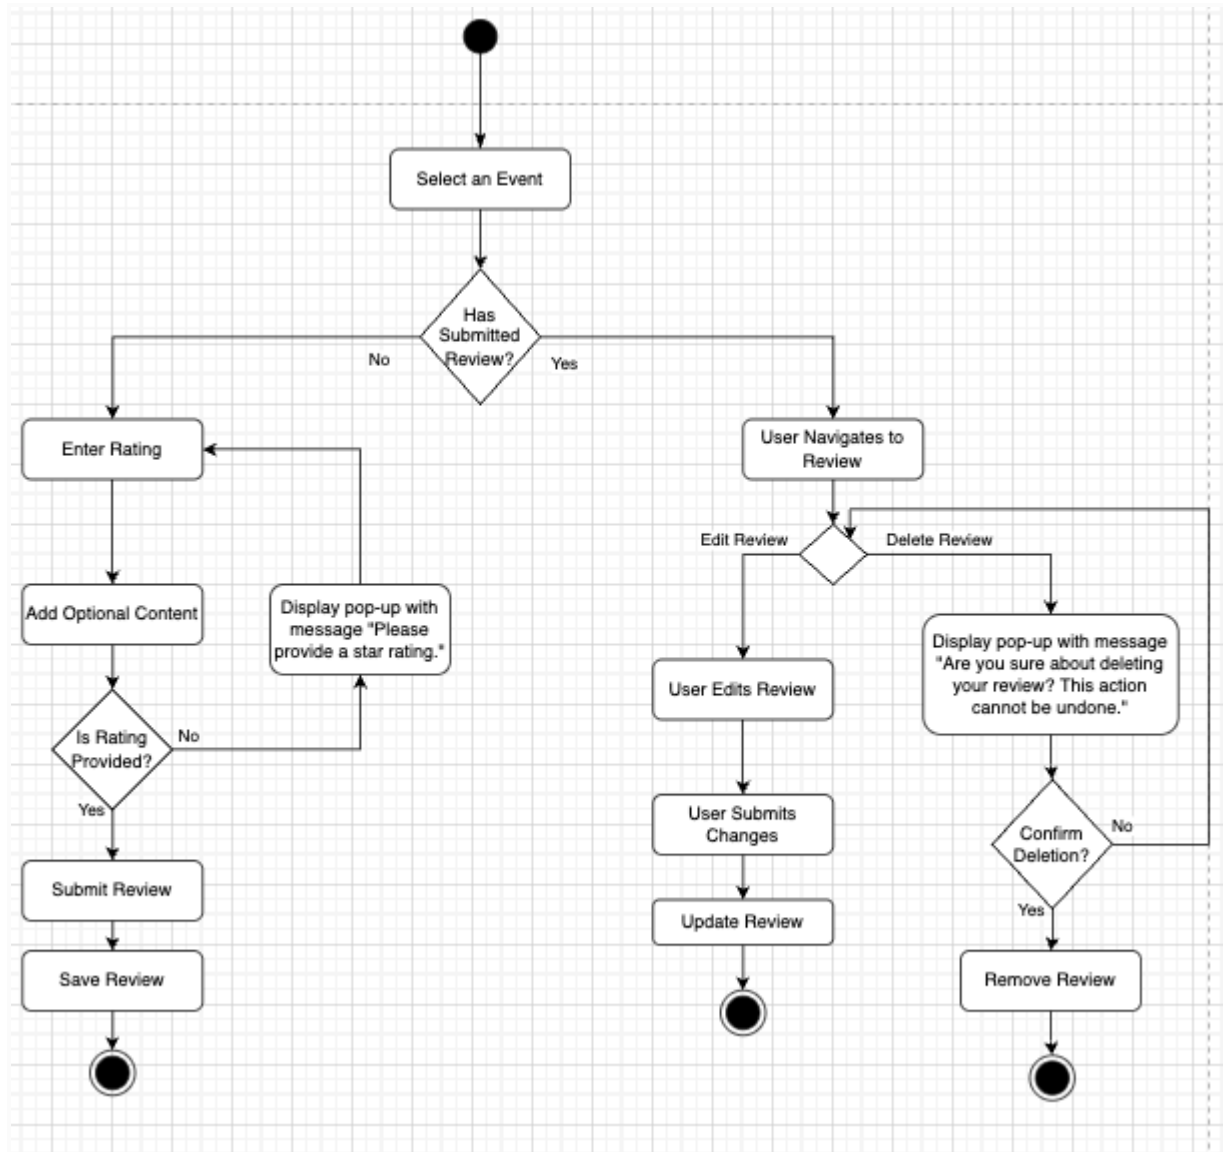 Select an Event
Has
Submitted
Review?
No
Yes
Enter Rating
User Navigates to
Review
Edit Review
Delete Review
Add Optional Content
Display pop-up with
message "Please
provide a star rating."
Display pop-up with message
"Are you sure about deleting
your review? This action
cannot be undone."
User Edits Review
Is Rating
Provided?
No
Yes
User Submits
Changes
Confirm
Deletion?
No
Yes
Submit Review
Update Review
Save Review
Remove Review